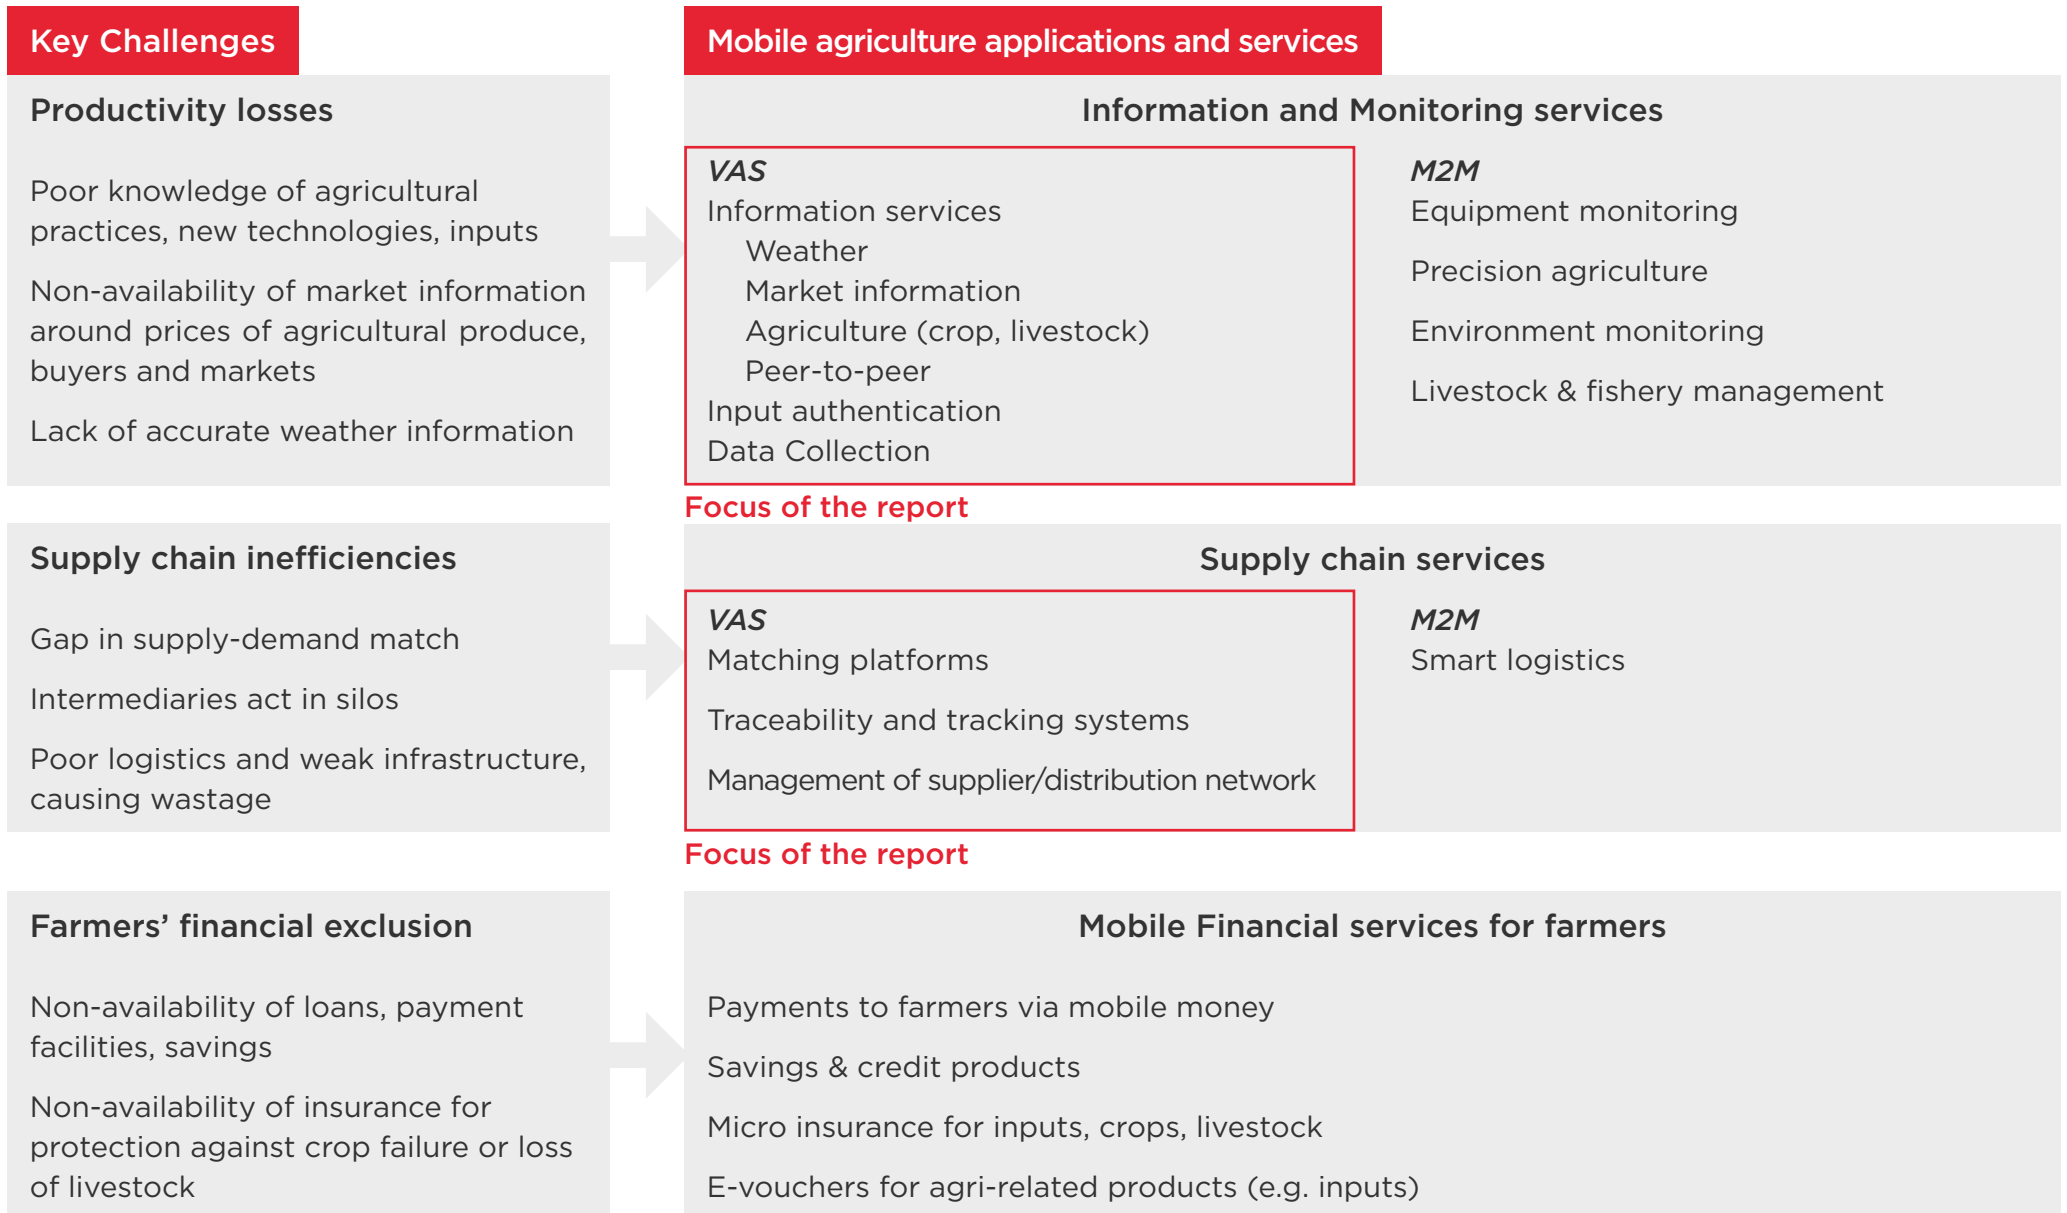 Key Challenges
Mobile agriculture applications and services
Productivity losses
Poor knowledge of agricultural
practices, new technologies, inputs
Non-availability of market information
around prices of agricultural produce,
buyers and markets
Lack of accurate weather information
Information and Monitoring services
VAS
Information services
Weather
Market information
Agriculture (crop, livestock)
Peer-to-peer
Input authentication
Data Collection
M2M
Equipment monitoring
Precision agriculture
Environment monitoring
Livestock & fishery management
Focus of the report
Supply chain inefficiencies
Gap in supply-demand match
Intermediaries act in silos
Poor logistics and weak infrastructure,
causing wastage
Supply chain services
VAS
Matching platforms
Traceability and tracking systems
Management of supplier/distribution network
M2M
Smart logistics
Focus of the report
Farmers’ financial exclusion
Non-availability of loans, payment
facilities, savings
Non-availability of insurance for
protection against crop failure or loss
of livestock
Mobile Financial services for farmers
Payments to farmers via mobile money
Savings & credit products
Micro insurance for inputs, crops, livestock
E-vouchers for agri-related products (e.g. inputs)